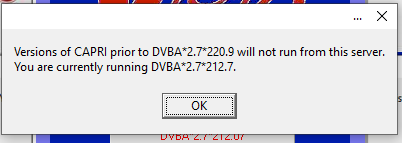 ...
Versions of CAPRI prior to DVBA*2.7*220.9 will not run from this server.
You are currently running DVBA*2.7*212.7.
OK
DVBA*2.7*212.07